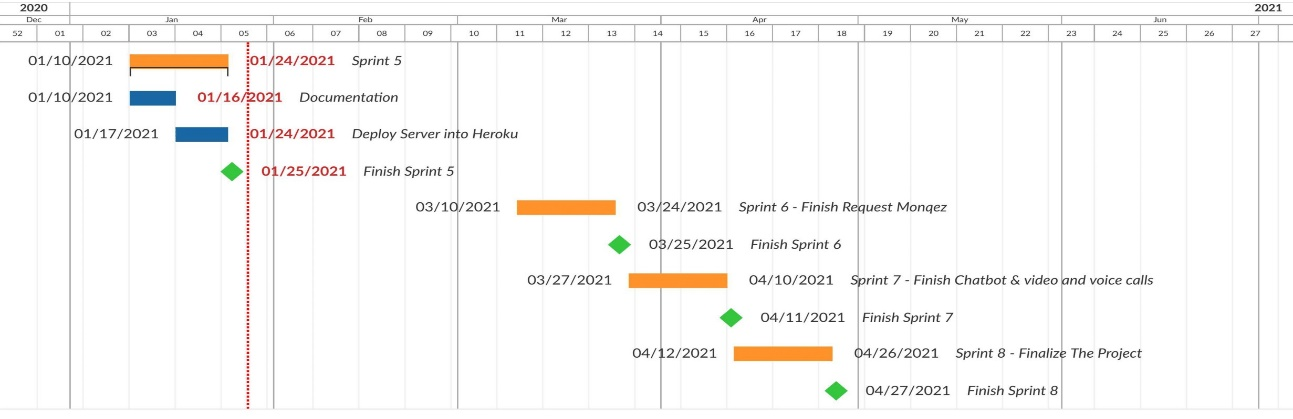 2020 2021
Dec Jan Feb Mar Apr May Jun
52 01 02 03 04 05 06 07 08 09 10 11 12 13 14 15 16 17 18 19 20 21 22 23 24 25 26 27
01/10/2021 01/24/2021 Sprint 5
01/10/2021 01/16/2021 Documentation
01/17/2021 01/24/2021 Deploy Server into Heroku
01/25/2021 Finish Sprint 5
03/10/2021 03/24/2021 Sprint 6 - Finish Request Monqez
03/25/2021 Finish Sprint 6
03/27/2021 04/10/2021 Sprint 7 - Finish Chatbot & video and voice calls
04/11/2021 Finish Sprint 7
04/12/2021 04/26/2021 Sprint 8 - Finalize The Project
04/27/2021 Finish Sprint 8